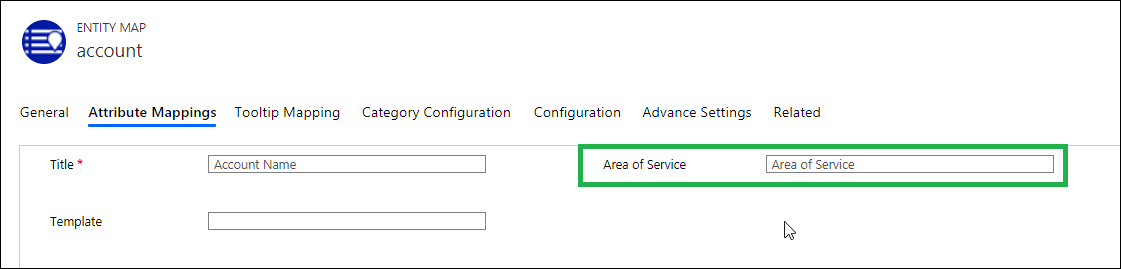 ENTITY MAP
account
General Attribute Mappings Tooltip Mapping Category Configuration Configuration Advance Settings Related
Title * Account Name Area of Service Area of Service
Template